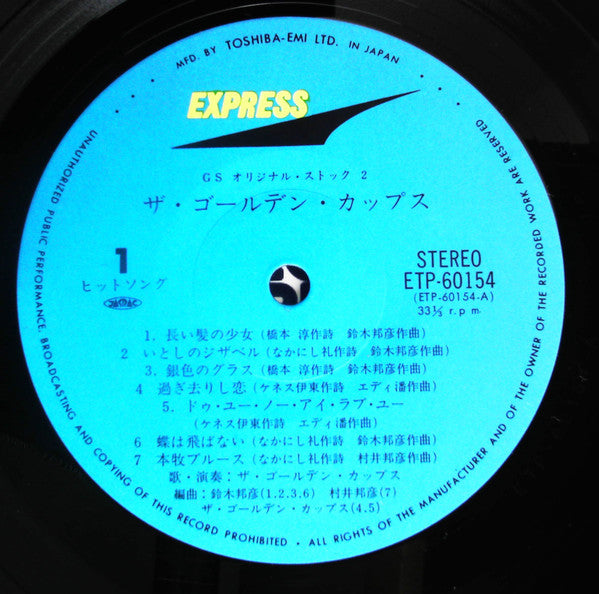 MFD. BY TOSHIBA-EMI LTD. IN JAPAN
EXPRESS
GS オリジナル・ストック 2
ザ・ゴールデン・カップス
1
ヒットソング
STEREO
ETP-60154
(ETP-60154-A)
33⅓ r.p.m.
1. 長い髪の少女 (橋本 淳作詩 鈴木邦彦作曲)
2 いとしのジザベル (なかにし礼作詩 鈴木邦彦作曲)
3. 銀色のグラス (橋本 淳作詩 鈴木邦彦作曲)
4 過ぎ去りし恋 (ケネス伊東作詩 エディ潘作曲)
5. ドゥ・ユー・ノー・アイ・ラブ・ユー
(ケネス伊東作詩 エディ潘作曲)
6 蝶は飛ばない (なかにし礼作詩 鈴木邦彦作曲)
7 本牧ブルース (なかにし礼作詩 村井邦彦作曲)
歌・演奏：ザ・ゴールデン・カップス
編曲：鈴木邦彦(1.2.3.6) 村井邦彦(7)
ザ・ゴールデン・カップス(4.5)
UNAUTHORIZED PUBLIC PERFORMANCE, BROADCASTING AND COPYING OF THIS RECORD PROHIBITED • ALL RIGHTS OF THE MANUFACTURER AND OF THE OWNER OF THE RECORDED WORK ARE RESERVED